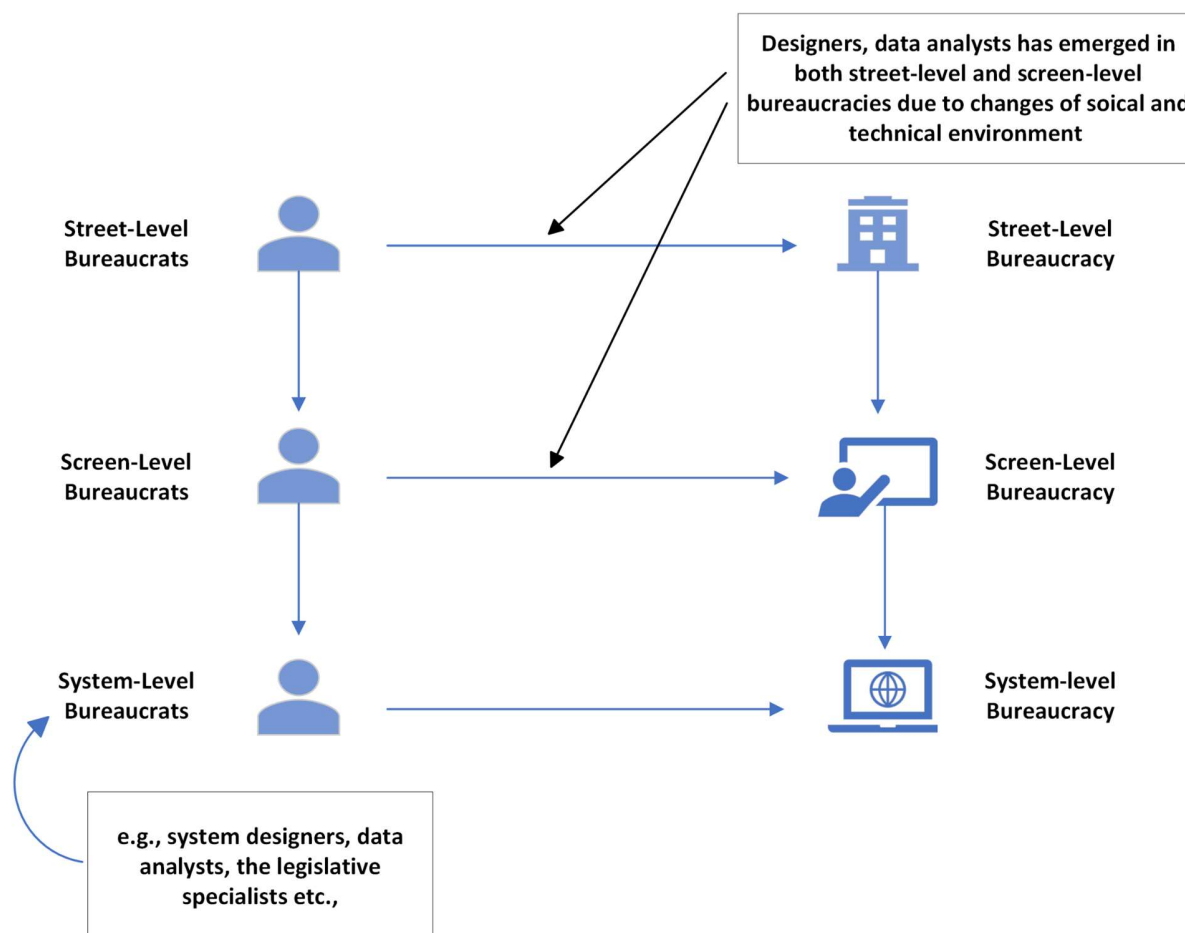 Designers, data analysts has emerged in
both street-level and screen-level
bureaucracies due to changes of soical and
technical environment
Street-Level
Bureaucrats
Street-Level
Bureaucracy
Screen-Level
Bureaucrats
Screen-Level
Bureaucracy
System-Level
Bureaucrats
System-level
Bureaucracy
e.g., system designers, data
analysts, the legislative
specialists etc.,